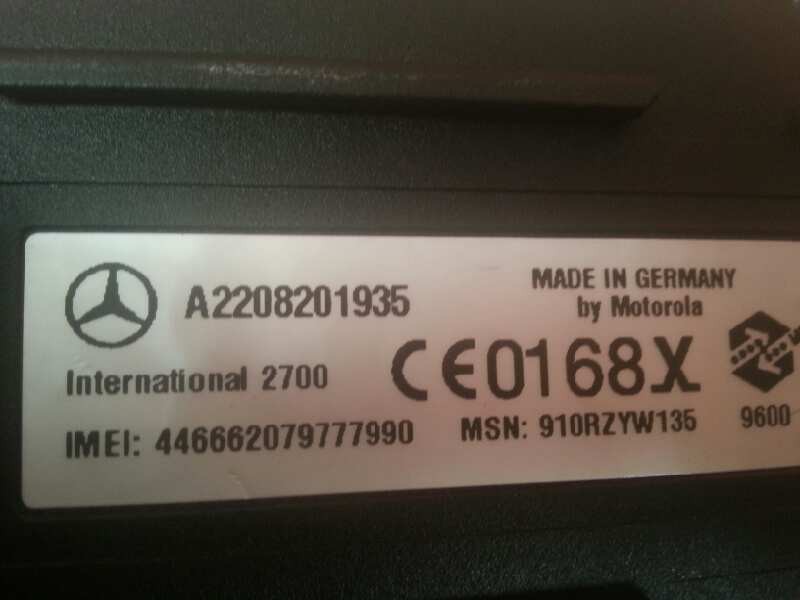 A2208201935
MADE IN GERMANY
by Motorola
International 2700
CE0168X
IMEI: 446662079777990
MSN: 910RZYW135
9600